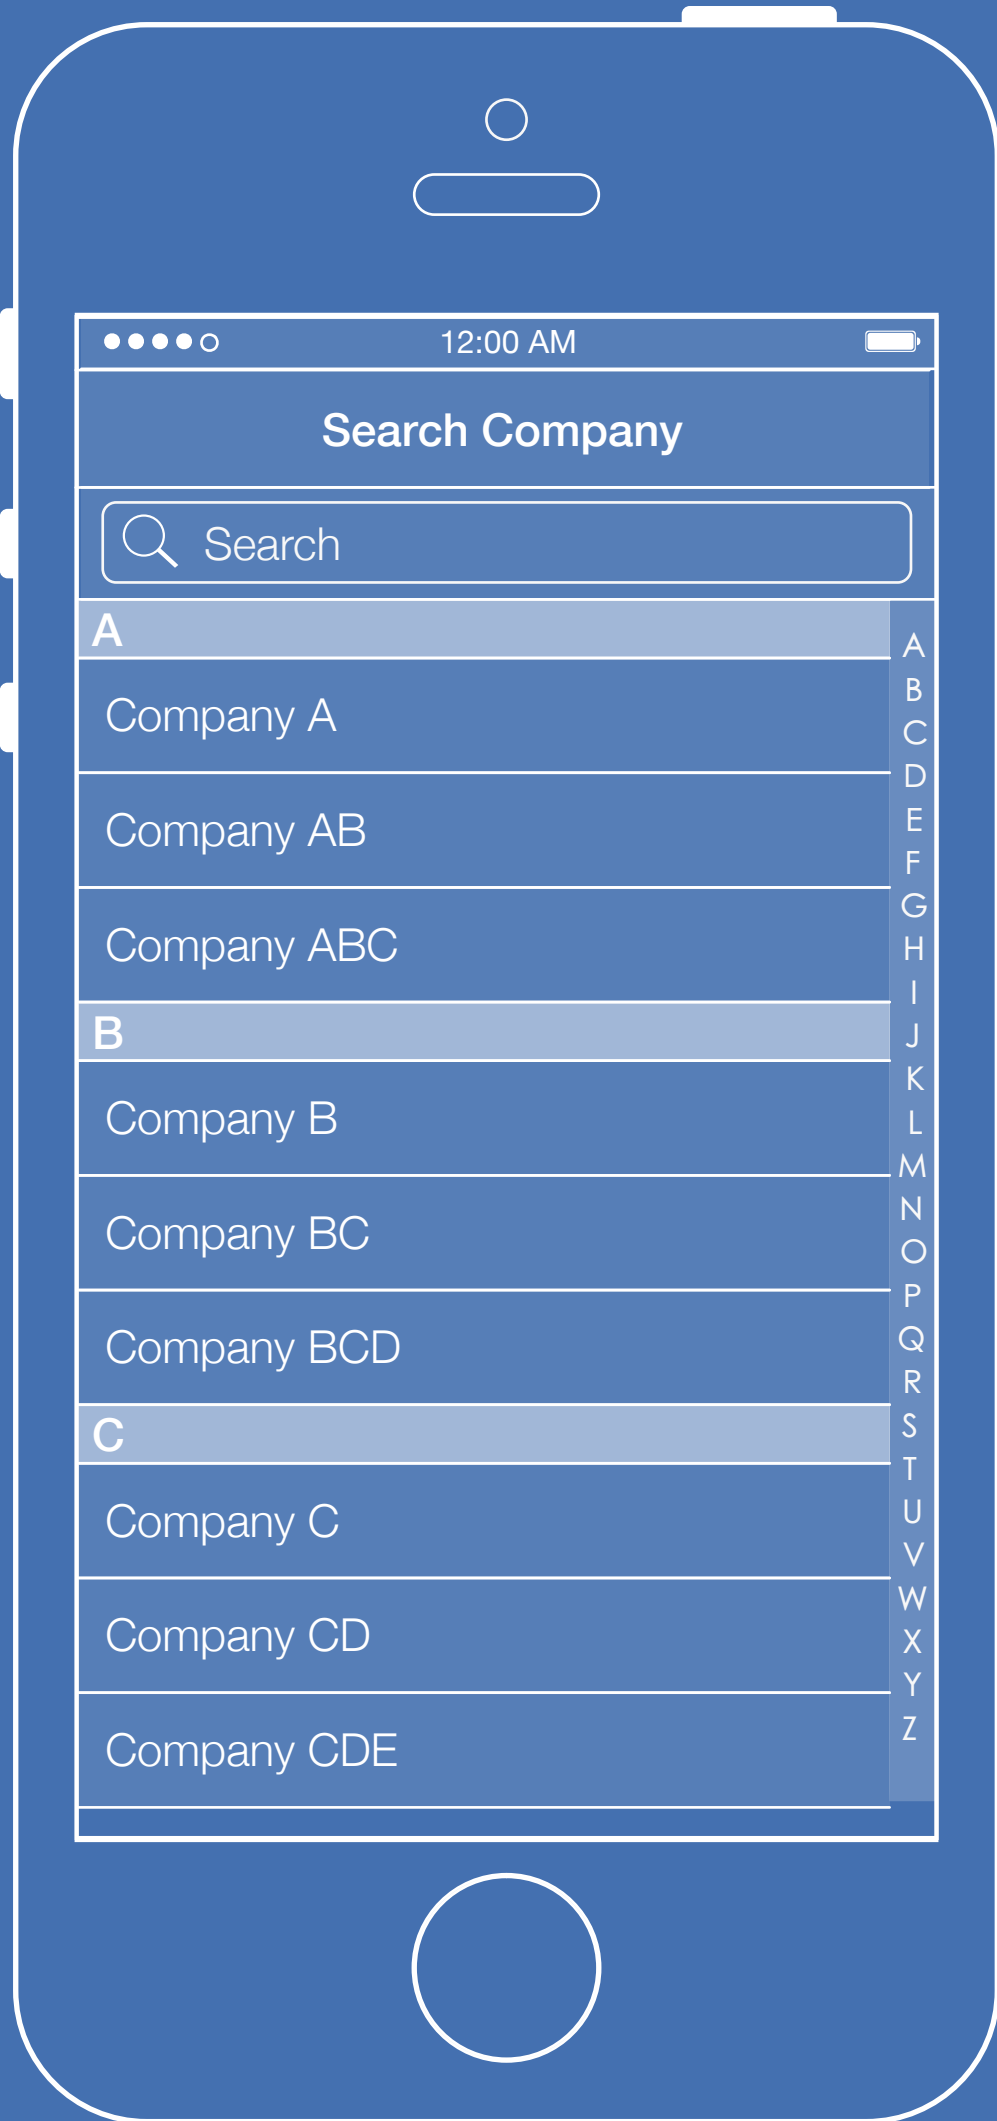 12:00 AM
Search Company
Search
A
Company A
Company AB
Company ABC
B
Company B
Company BC
Company BCD
C
Company C
Company CD
Company CDE
A
B
C
D
E
F
G
H
I
J
K
L
M
N
O
P
Q
R
S
T
U
V
W
X
Y
Z